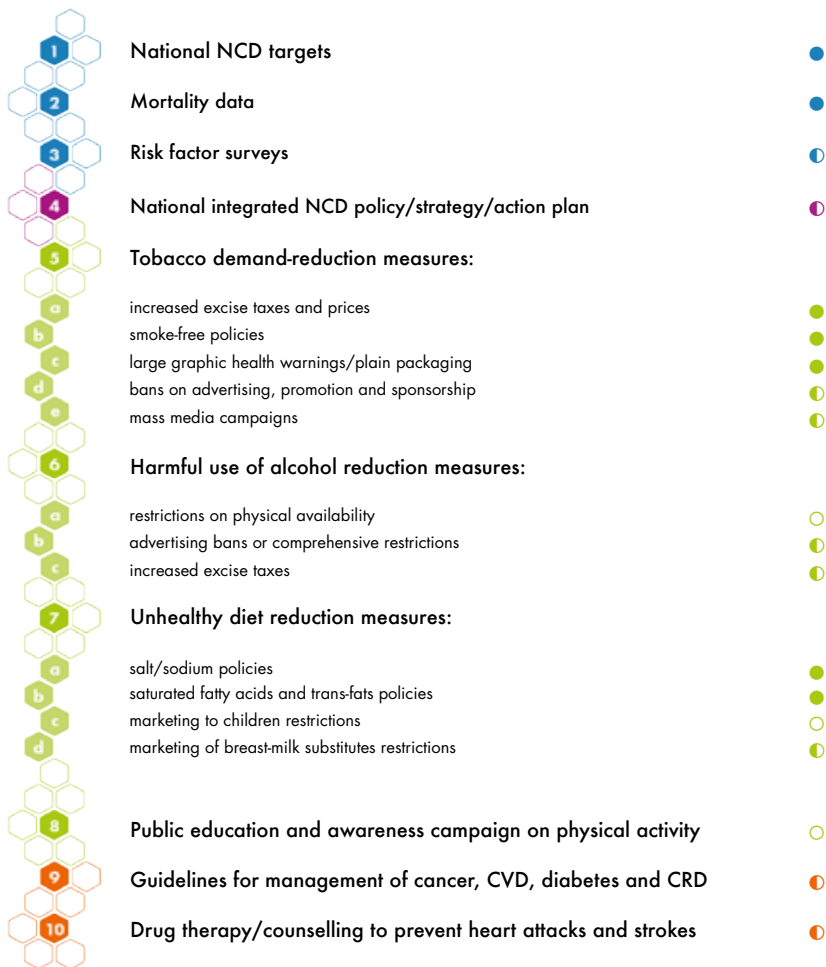 1 National NCD targets
2 Mortality data
3 Risk factor surveys
4 National integrated NCD policy/strategy/action plan
5 Tobacco demand-reduction measures:
a increased excise taxes and prices
b smoke-free policies
c large graphic health warnings/plain packaging
d bans on advertising, promotion and sponsorship
e mass media campaigns
6 Harmful use of alcohol reduction measures:
a restrictions on physical availability
b advertising bans or comprehensive restrictions
c increased excise taxes
7 Unhealthy diet reduction measures:
a salt/sodium policies
b saturated fatty acids and trans-fats policies
c marketing to children restrictions
d marketing of breast-milk substitutes restrictions
8 Public education and awareness campaign on physical activity
9 Guidelines for management of cancer, CVD, diabetes and CRD
10 Drug therapy/counselling to prevent heart attacks and strokes